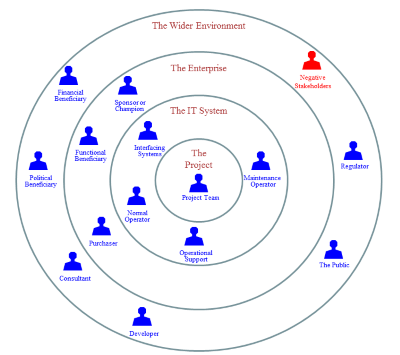 The Wider Environment
Negative
Stakeholders
Financial
Beneficiary
The Enterprise
Sponsor or
Champion
The IT System
Functional
Beneficiary
Interfacing
Systems
The
Project
Political
Beneficiary
Regulator
Maintenance
Operator
Project Team
Normal
Operator
Purchaser
Operational
Support
Consultant
The Public
Developer